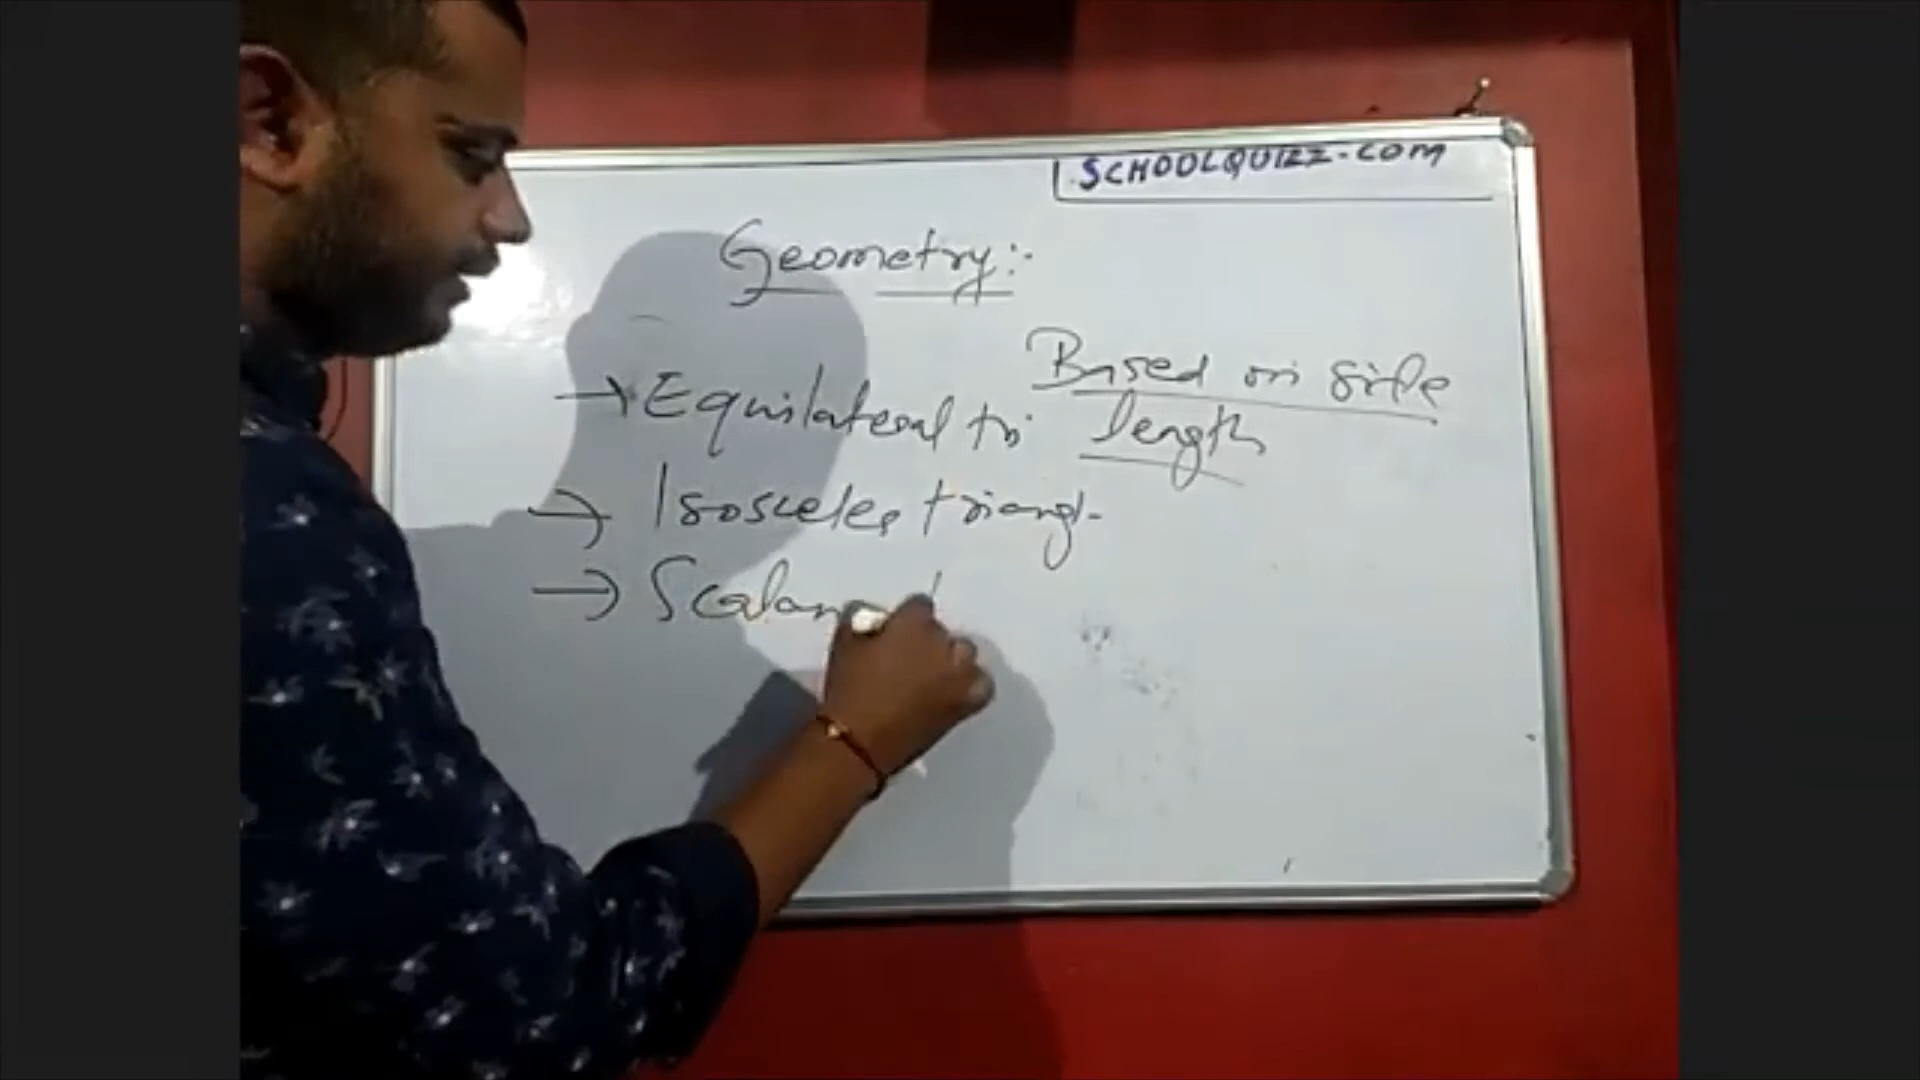 SCHOOLQUIZZ.COM
Geometry:-
Based on side
length
→ Equilateral tri
→ Isosceles triangl-
→ Scalan